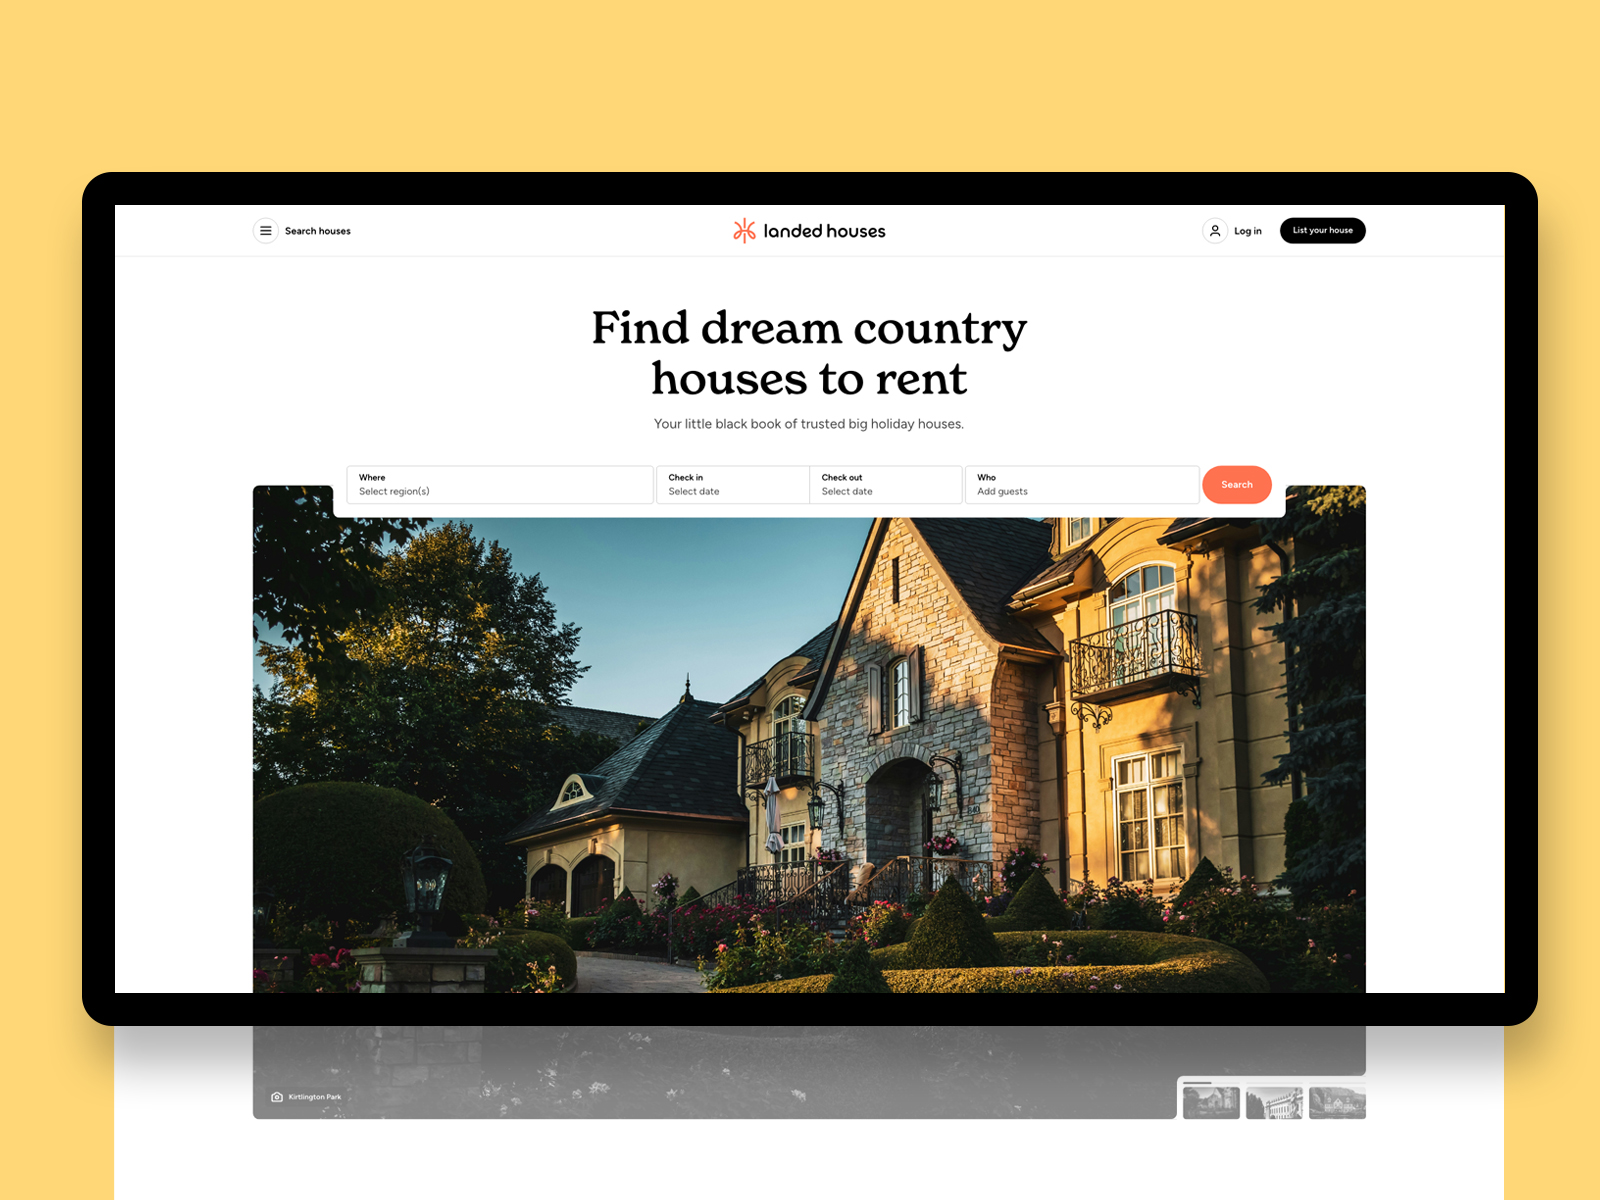 Search houses
landed houses
Log in
List your house
Find dream country
houses to rent
Your little black book of trusted big holiday houses.
Where
Select region(s)
Check in
Select date
Check out
Select date
Who
Add guests
Search
840
Kirtlington Park